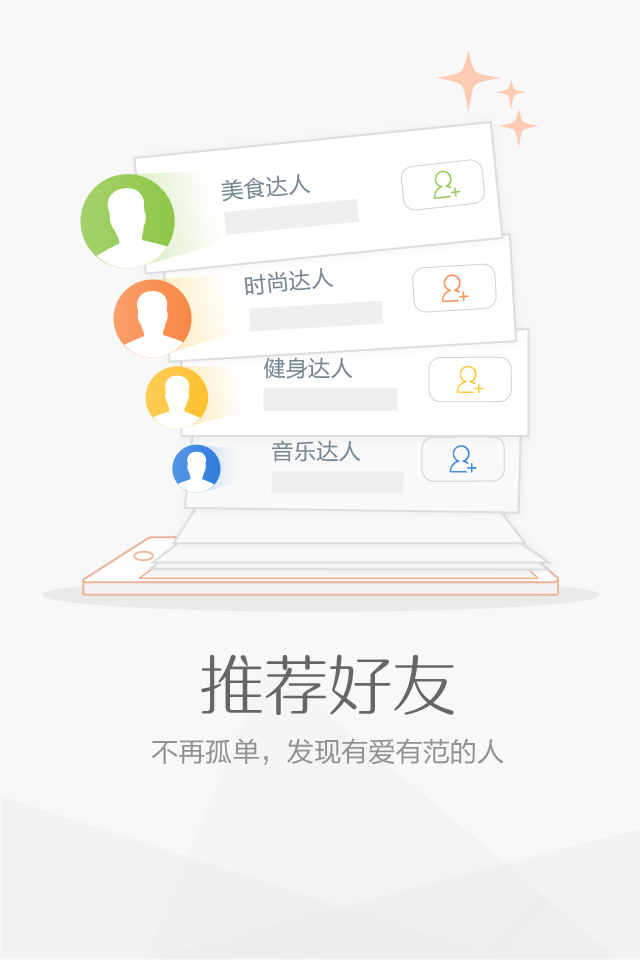 美食达人
时尚达人
健身达人
音乐达人
推荐好友
不再孤单，发现有爱有范的人